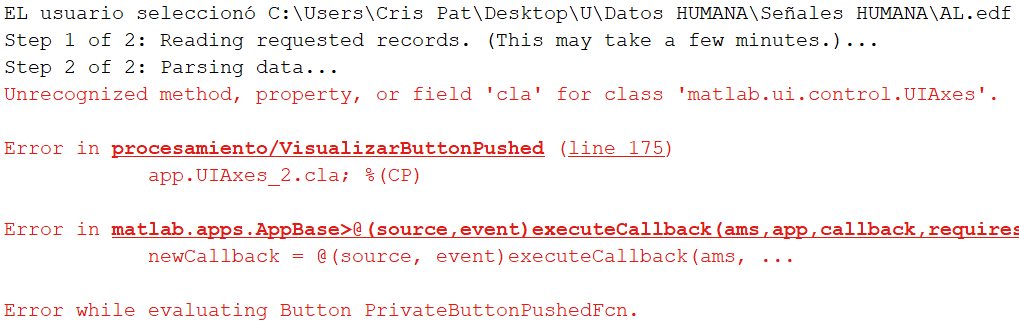 EL usuario seleccionó C:\Users\Cris Pat\Desktop\U\Datos HUMANA\Señales HUMANA\AL.edf
Step 1 of 2: Reading requested records. (This may take a few minutes.)...
Step 2 of 2: Parsing data...
Unrecognized method, property, or field 'cla' for class 'matlab.ui.control.UIAxes'.
Error in procesamiento/VisualizarButtonPushed (line 175)
app.UIAxes_2.cla; %(CP)
Error in matlab.apps.AppBase>@(source,event)executeCallback(ams,app,callback,requires
newCallback = @(source, event)executeCallback(ams, ...
Error while evaluating Button PrivateButtonPushedFcn.